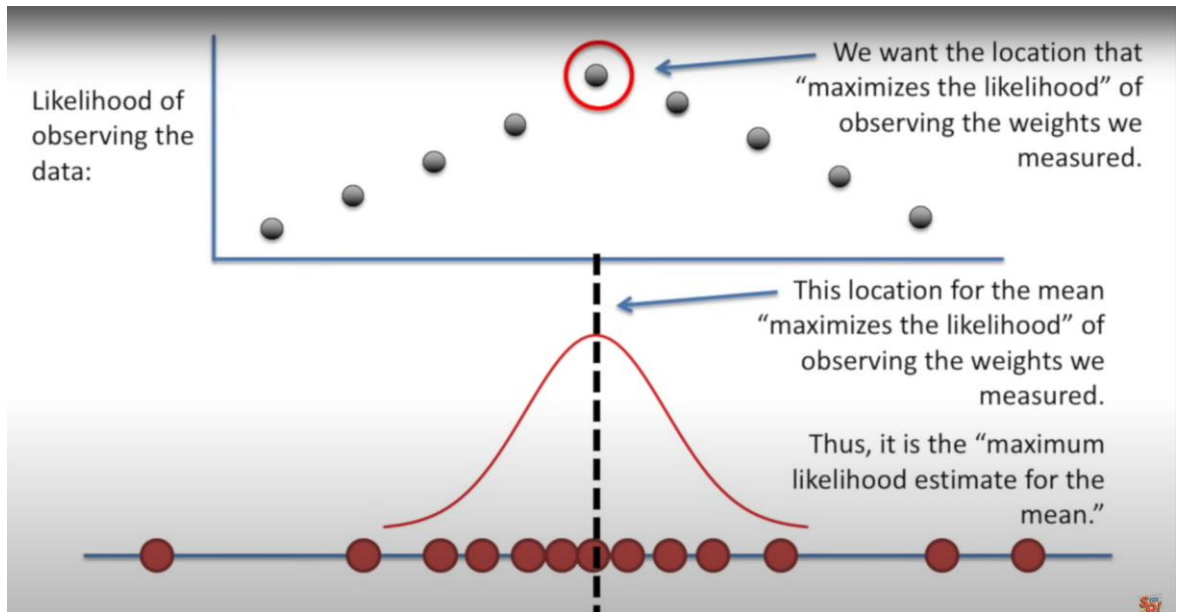 Likelihood of
observing the
data:
We want the location that
“maximizes the likelihood” of
observing the weights we
measured.
This location for the mean
“maximizes the likelihood” of
observing the weights we
measured.
Thus, it is the “maximum
likelihood estimate for the
mean.”